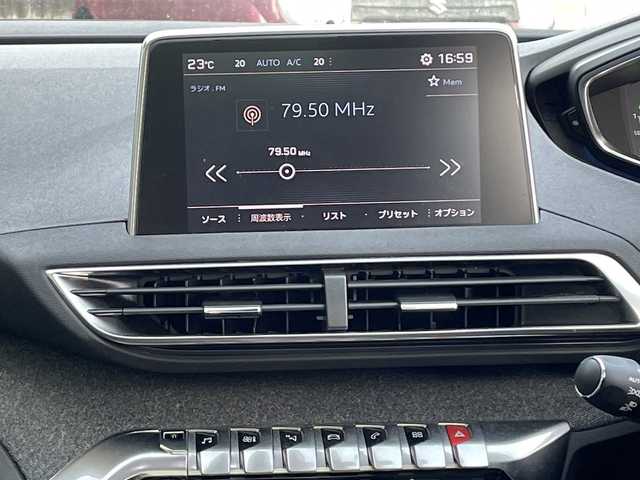 23°C 20 AUTO A/C 20 16:59
ラジオ : FM Mem
79.50 MHz
79.50 MHz
ソース 周波数表示 リスト プリセット オプション